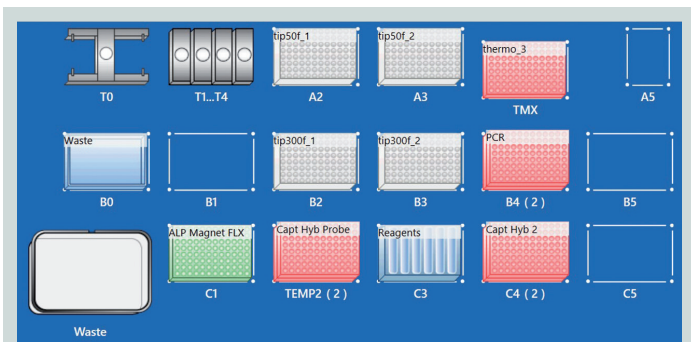 tip50f_1
tip50f_2
thermo_3
T0
T1...T4
A2
A3
TMX
A5
Waste
tip300f_1
tip300f_2
PCR
B0
B1
B2
B3
B4 ( 2 )
B5
ALP Magnet FLX
Capt Hyb Probe
Reagents
Capt Hyb 2
C1
TEMP2 ( 2 )
C3
C4 ( 2 )
C5
Waste